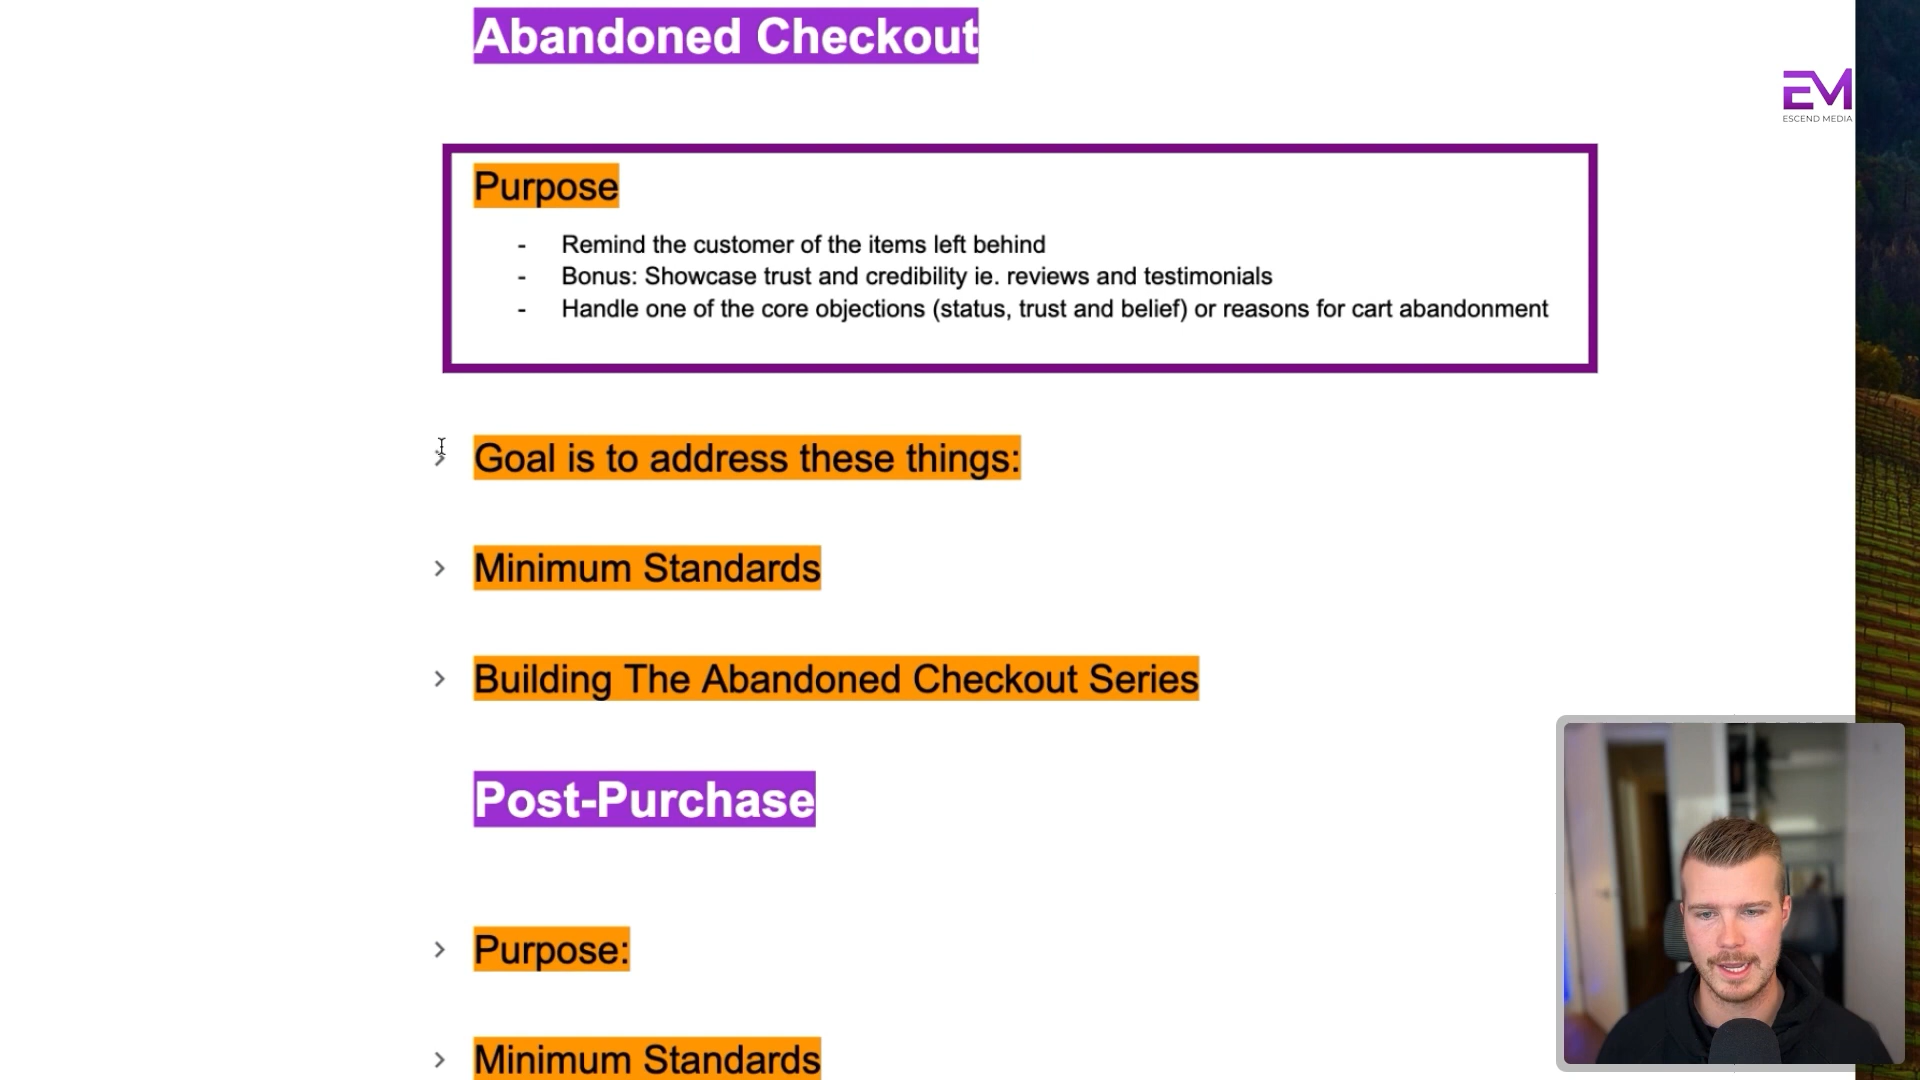 Abandoned Checkout
EM
ESCEND MEDIA
Purpose
- Remind the customer of the items left behind
- Bonus: Showcase trust and credibility ie. reviews and testimonials
- Handle one of the core objections (status, trust and belief) or reasons for cart abandonment
Goal is to address these things:
Minimum Standards
Building The Abandoned Checkout Series
Post-Purchase
Purpose:
Minimum Standards